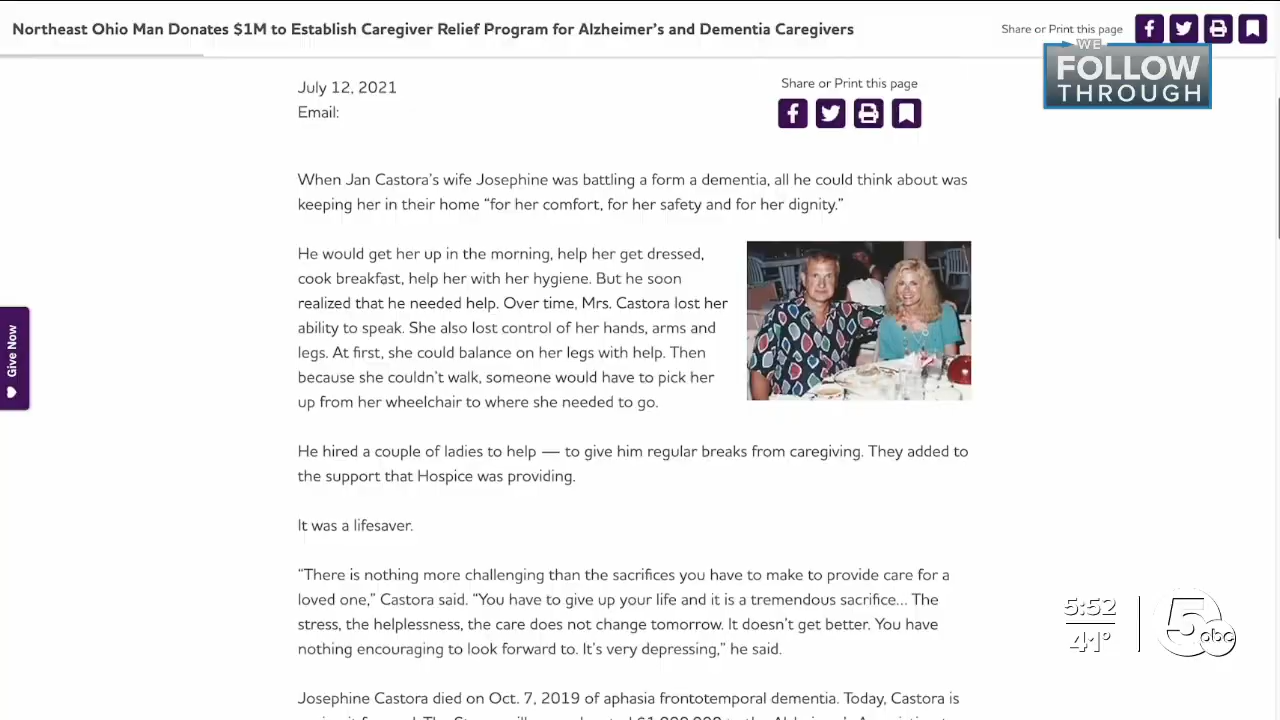 Northeast Ohio Man Donates $1M to Establish Caregiver Relief Program for Alzheimer's and Dementia Caregivers
Share or Print this page
WE
FOLLOW
THROUGH
July 12, 2021
Share or Print this page
Email:
When Jan Castora's wife Josephine was battling a form a dementia, all he could think about was
keeping her in their home “for her comfort, for her safety and for her dignity.”
He would get her up in the morning, help her get dressed,
cook breakfast, help her with her hygiene. But he soon
realized that he needed help. Over time, Mrs. Castora lost her
ability to speak. She also lost control of her hands, arms and
legs. At first, she could balance on her legs with help. Then
because she couldn't walk, someone would have to pick her
up from her wheelchair to where she needed to go.
Give Now
He hired a couple of ladies to help — to give him regular breaks from caregiving. They added to
the support that Hospice was providing.
It was a lifesaver.
“There is nothing more challenging than the sacrifices you have to make to provide care for a
loved one,” Castora said. “You have to give up your life and it is a tremendous sacrifice... The
stress, the helplessness, the care does not change tomorrow. It doesn't get better. You have
nothing encouraging to look forward to. It's very depressing,” he said.
5:52
41°
5 abc
Josephine Castora died on Oct. 7, 2019 of aphasia frontotemporal dementia. Today, Castora is